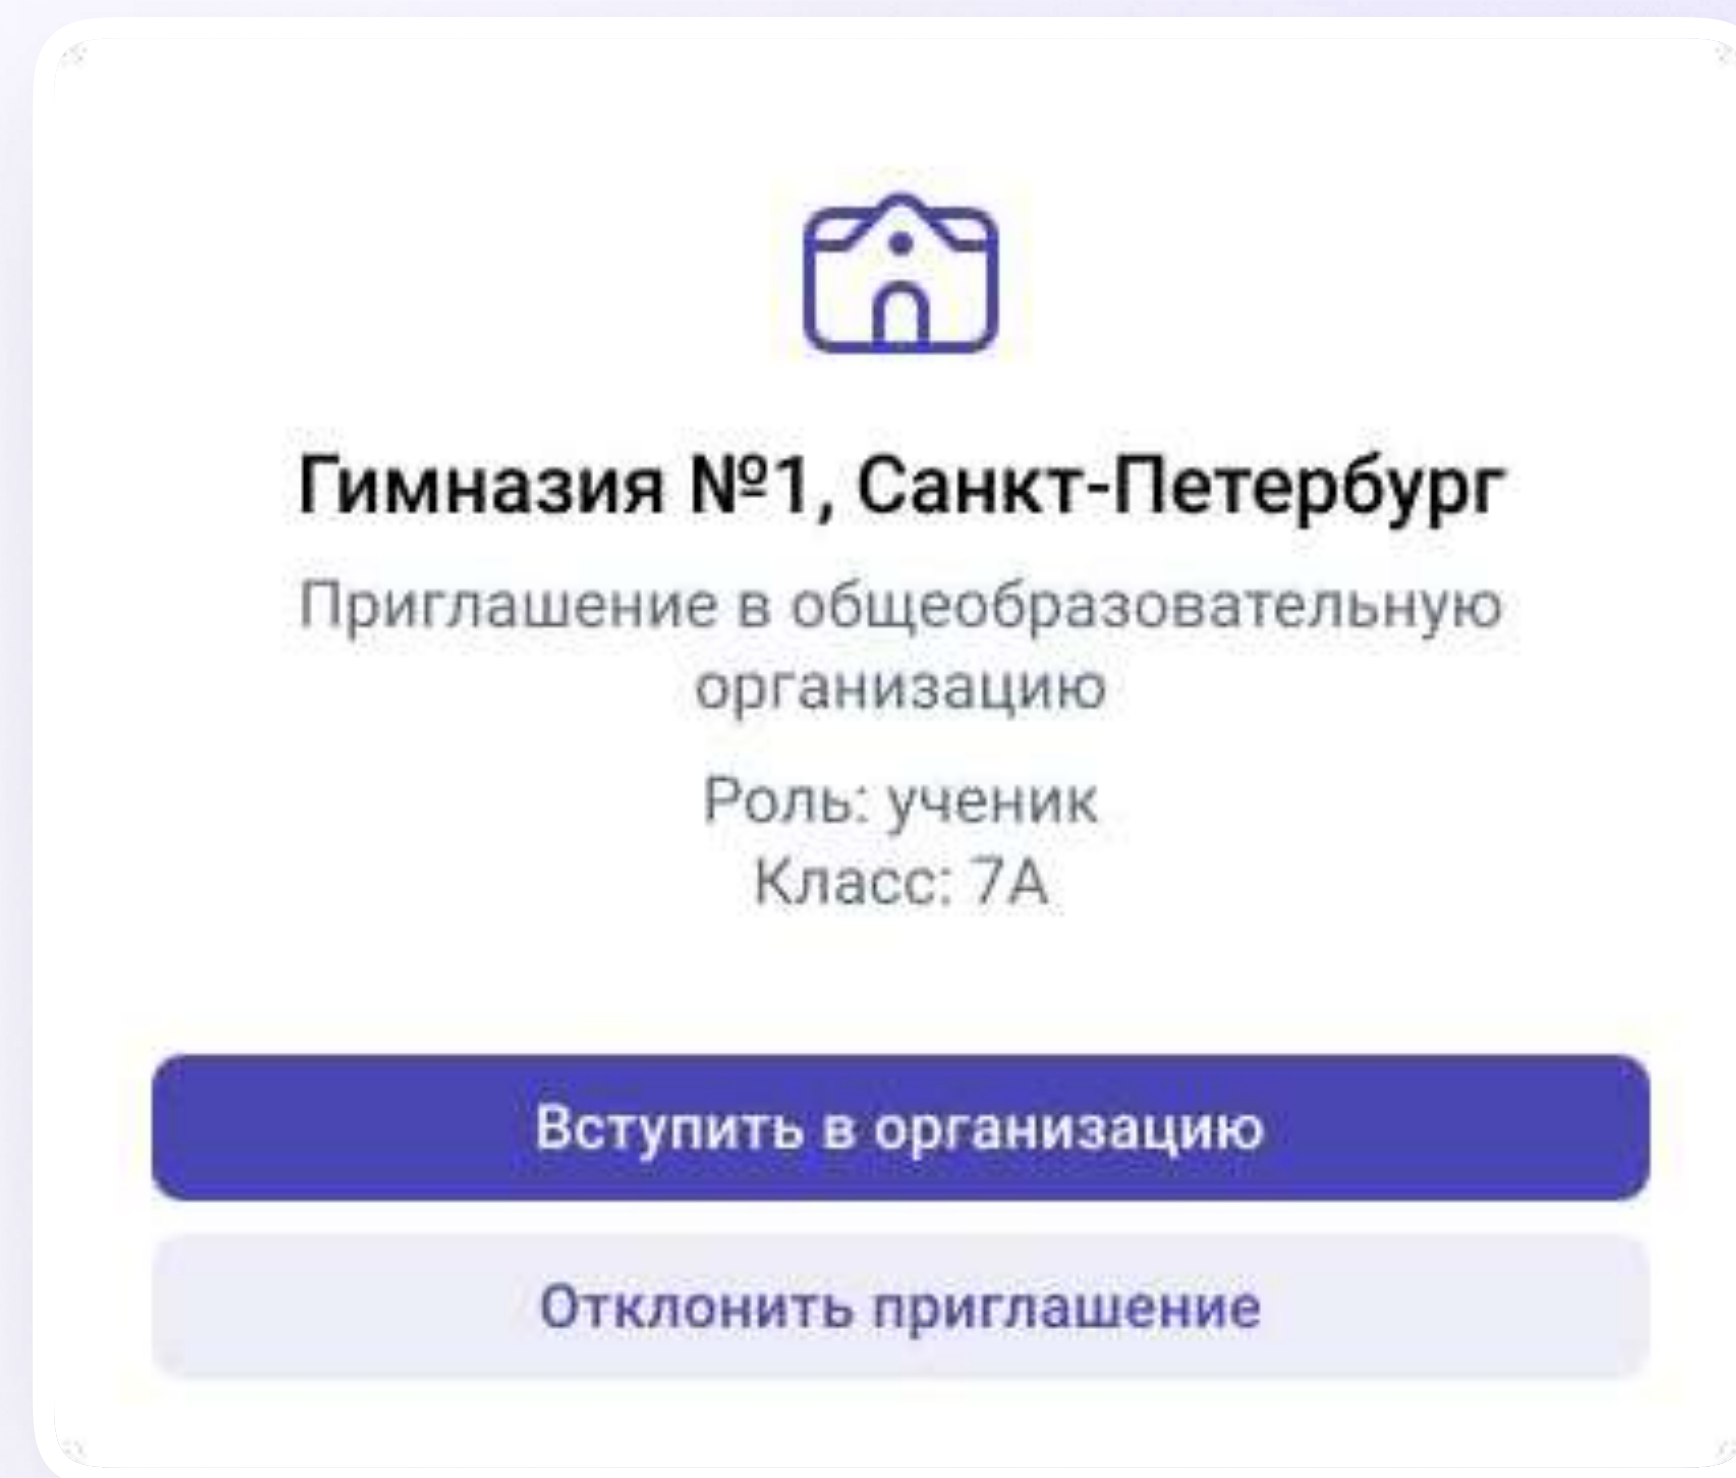 Гимназия №1, Санкт-Петербург
Приглашение в общеобразовательную
организацию
Роль: ученик
Класс: 7А
Вступить в организацию
Отклонить приглашение